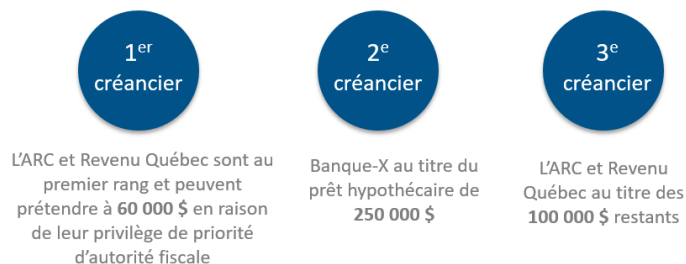 1er
créancier
L’ARC et Revenu Québec sont au
premier rang et peuvent
prétendre à 60 000 $ en raison
de leur privilège de priorité
d’autorité fiscale
2e
créancier
Banque-X au titre du
prêt hypothécaire de
250 000 $
3e
créancier
L’ARC et Revenu
Québec au titre des
100 000 $ restants